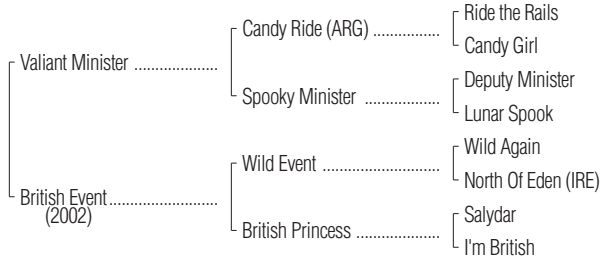 Ride the Rails
Candy Ride (ARG) ................
Candy Girl
Valiant Minister ....................
Deputy Minister
Spooky Minister ..................
Lunar Spook
Wild Again
Wild Event ............................
North Of Eden (IRE)
British Event..........................
(2002)
Salydar
British Princess ....................
I'm British